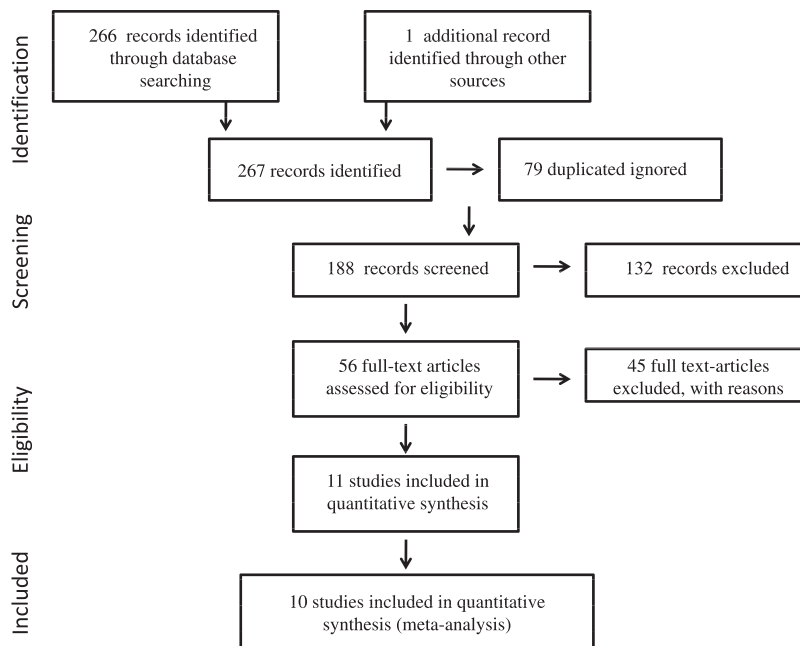 Identification
266 records identified
through database
searching
1 additional record
identified through other
sources
267 records identified
79 duplicated ignored
Screening
188 records screened
132 records excluded
Eligibility
56 full-text articles
assessed for eligibility
45 full text-articles
excluded, with reasons
11 studies included in
quantitative synthesis
Included
10 studies included in quantitative
synthesis (meta-analysis)